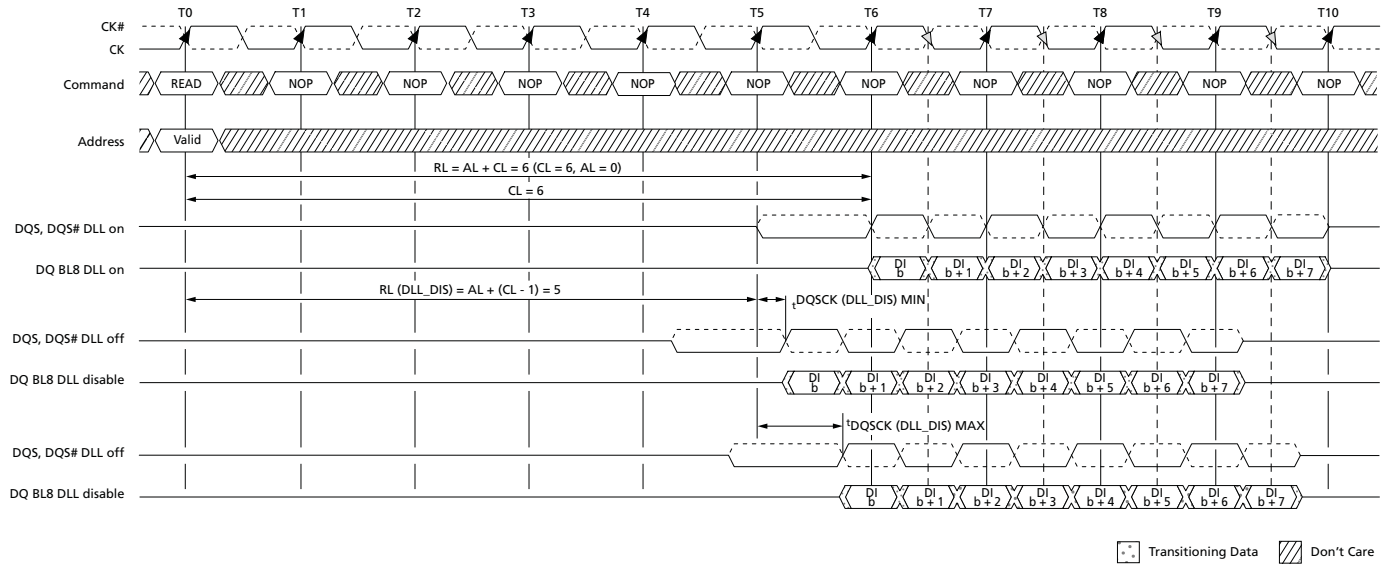 T0 T1 T2 T3 T4 T5 T6 T7 T8 T9 T10
CK#
CK
Command READ NOP NOP NOP NOP NOP NOP NOP NOP NOP NOP
Address Valid
RL = AL + CL = 6 (CL = 6, AL = 0)
CL = 6
DQS, DQS# DLL on
DQ BL8 DLL on DI b DI b + 1 DI b + 2 DI b + 3 DI b + 4 DI b + 5 DI b + 6 DI b + 7
RL (DLL_DIS) = AL + (CL - 1) = 5 tDQSCK (DLL_DIS) MIN
DQS, DQS# DLL off
DQ BL8 DLL disable DI b DI b + 1 DI b + 2 DI b + 3 DI b + 4 DI b + 5 DI b + 6 DI b + 7
tDQSCK (DLL_DIS) MAX
DQS, DQS# DLL off
DQ BL8 DLL disable DI b DI b + 1 DI b + 2 DI b + 3 DI b + 4 DI b + 5 DI b + 6 DI b + 7
Transitioning Data Don't Care